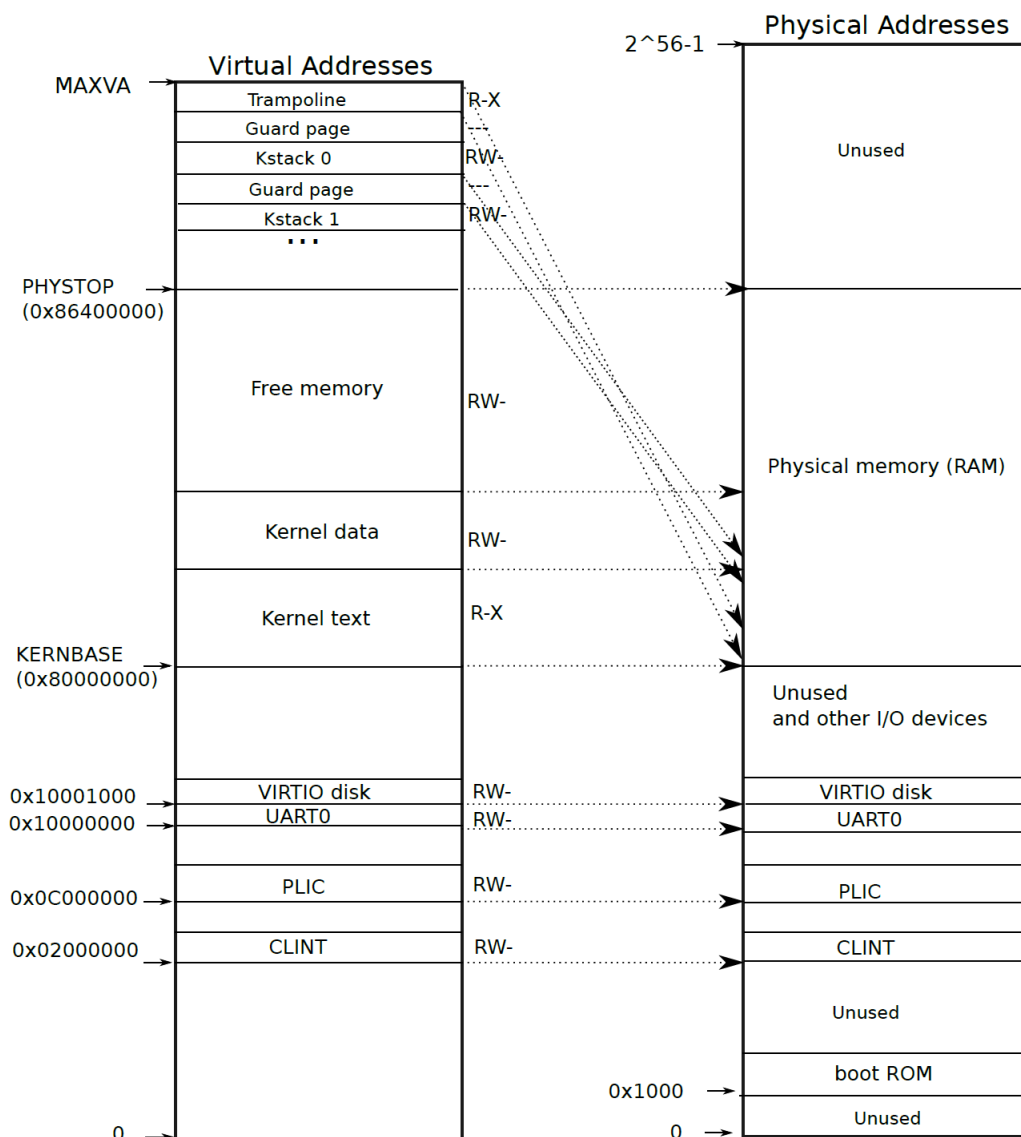 Physical Addresses
2^56-1
Virtual Addresses
MAXVA
Trampoline
R-X
Guard page
---
Unused
Kstack 0
RW-
Guard page
---
Kstack 1
RW-
...
PHYSTOP
(0x86400000)
Free memory
RW-
Physical memory (RAM)
Kernel data
RW-
Kernel text
R-X
KERNBASE
(0x80000000)
Unused
and other I/O devices
0x10001000
VIRTIO disk
RW-
VIRTIO disk
0x10000000
UART0
RW-
UART0
0x0C000000
PLIC
RW-
PLIC
0x02000000
CLINT
RW-
CLINT
Unused
boot ROM
0x1000
Unused
0
0